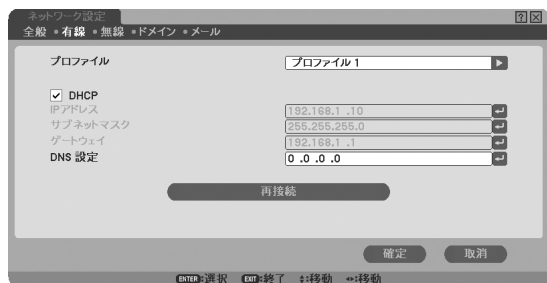 ネットワーク設定
全般 ●有線 ●無線 ●ドメイン ●メール
プロファイル プロファイル 1
DHCP
IPアドレス 192.168.1 .10
サブネットマスク 255.255.255.0
ゲートウェイ 192.168.1 .1
DNS 設定 0 .0 .0 .0
再接続
確定 取消
ENTER:選択 EXIT:終了 :移動 :移動